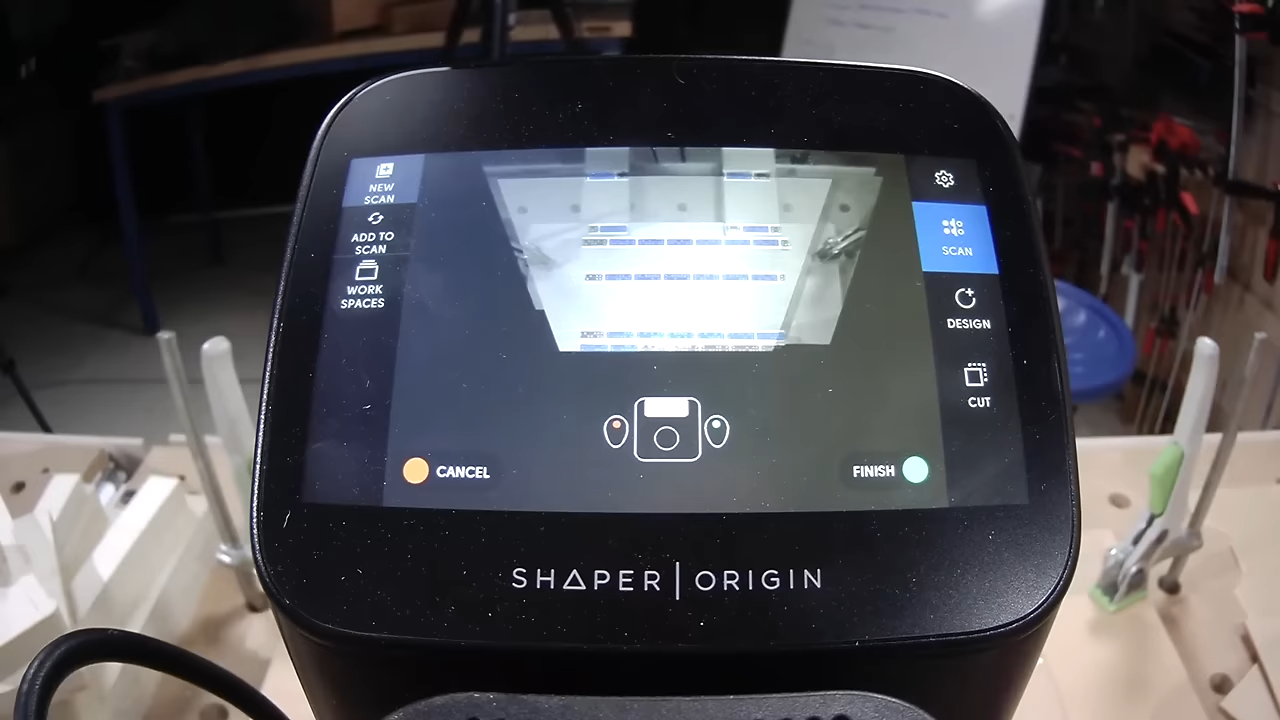 NEW
SCAN
ADD TO
SCAN
WORK
SPACES
SCAN
DESIGN
CUT
CANCEL
FINISH
SHAPER | ORIGIN